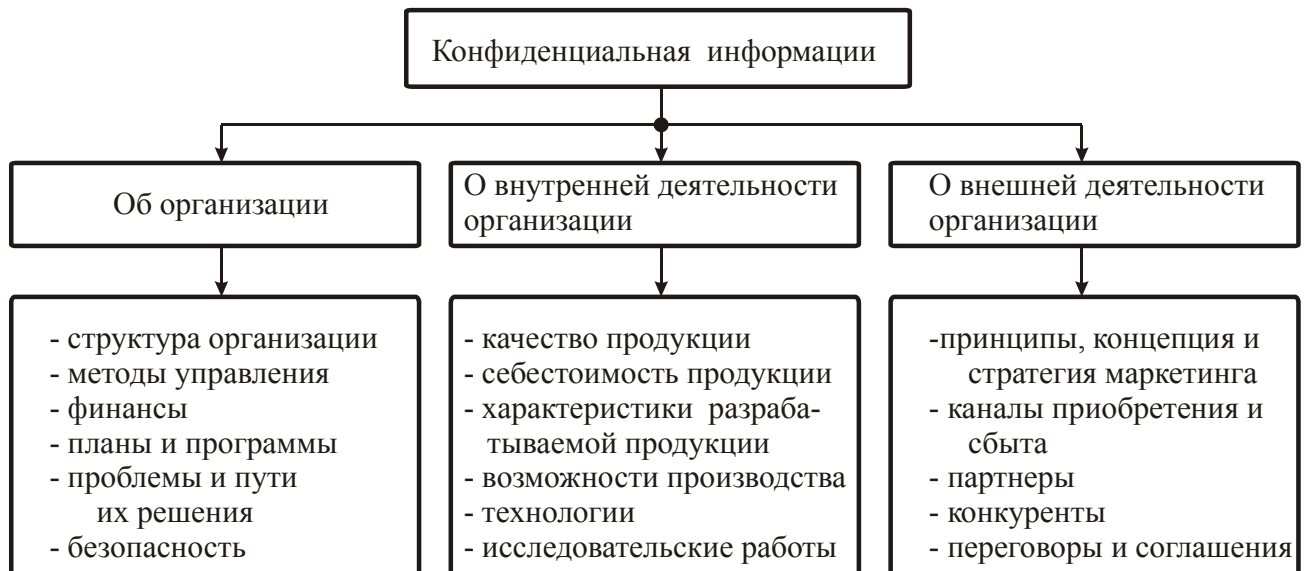 Конфиденциальная информации
Об организации
О внутренней деятельности
организации
О внешней деятельности
организации
- структура организации
- методы управления
- финансы
- планы и программы
- проблемы и пути
их решения
- безопасность
- качество продукции
- себестоимость продукции
- характеристики разраба-
тываемой продукции
- возможности производства
- технологии
- исследовательские работы
-принципы, концепция и
стратегия маркетинга
- каналы приобретения и
сбыта
- партнеры
- конкуренты
- переговоры и соглашения